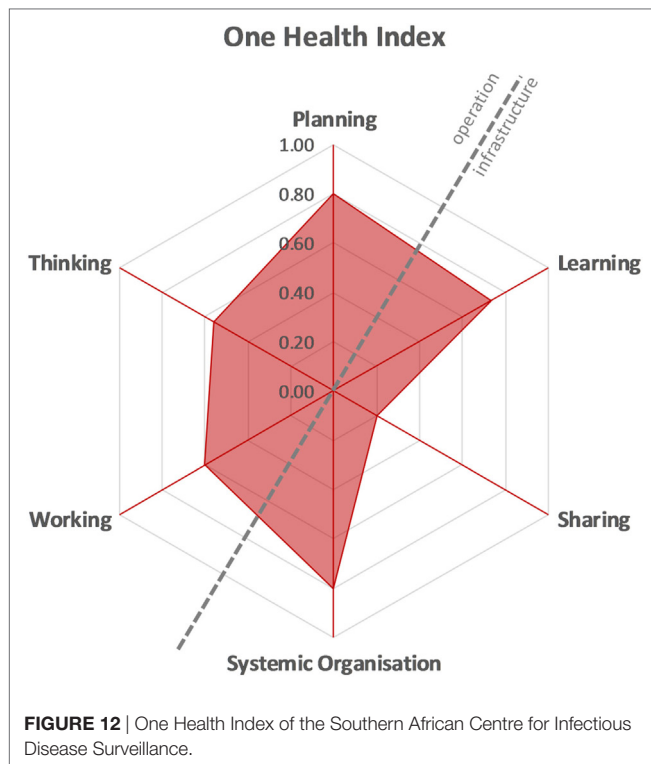 One Health Index
operation
infrastructure
Planning
1.00
0.80
0.60
0.40
0.20
0.00
Thinking
Learning
Working
Sharing
Systemic Organisation
FIGURE 12 | One Health Index of the Southern African Centre for Infectious
Disease Surveillance.